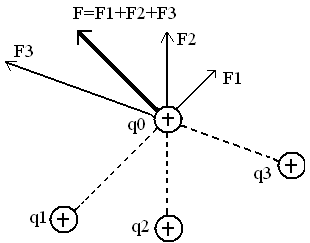 F=F1+F2+F3
F3
F2
F1
q0
+
q3
+
q1
+
q2
+